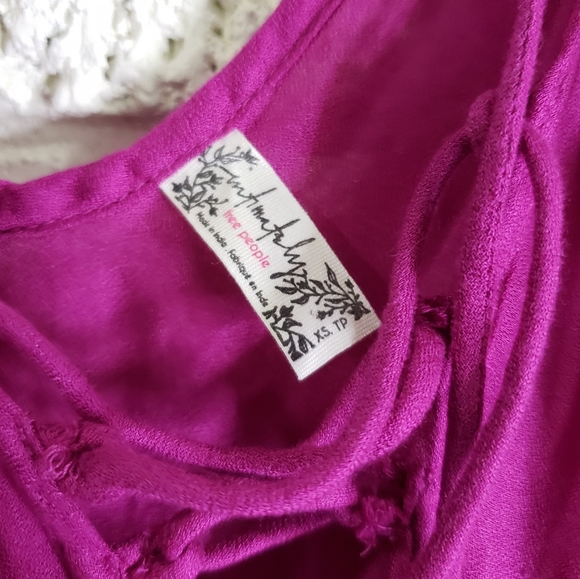 intimately
free people
Made in India . Fabriqué en Inde
XS. TP